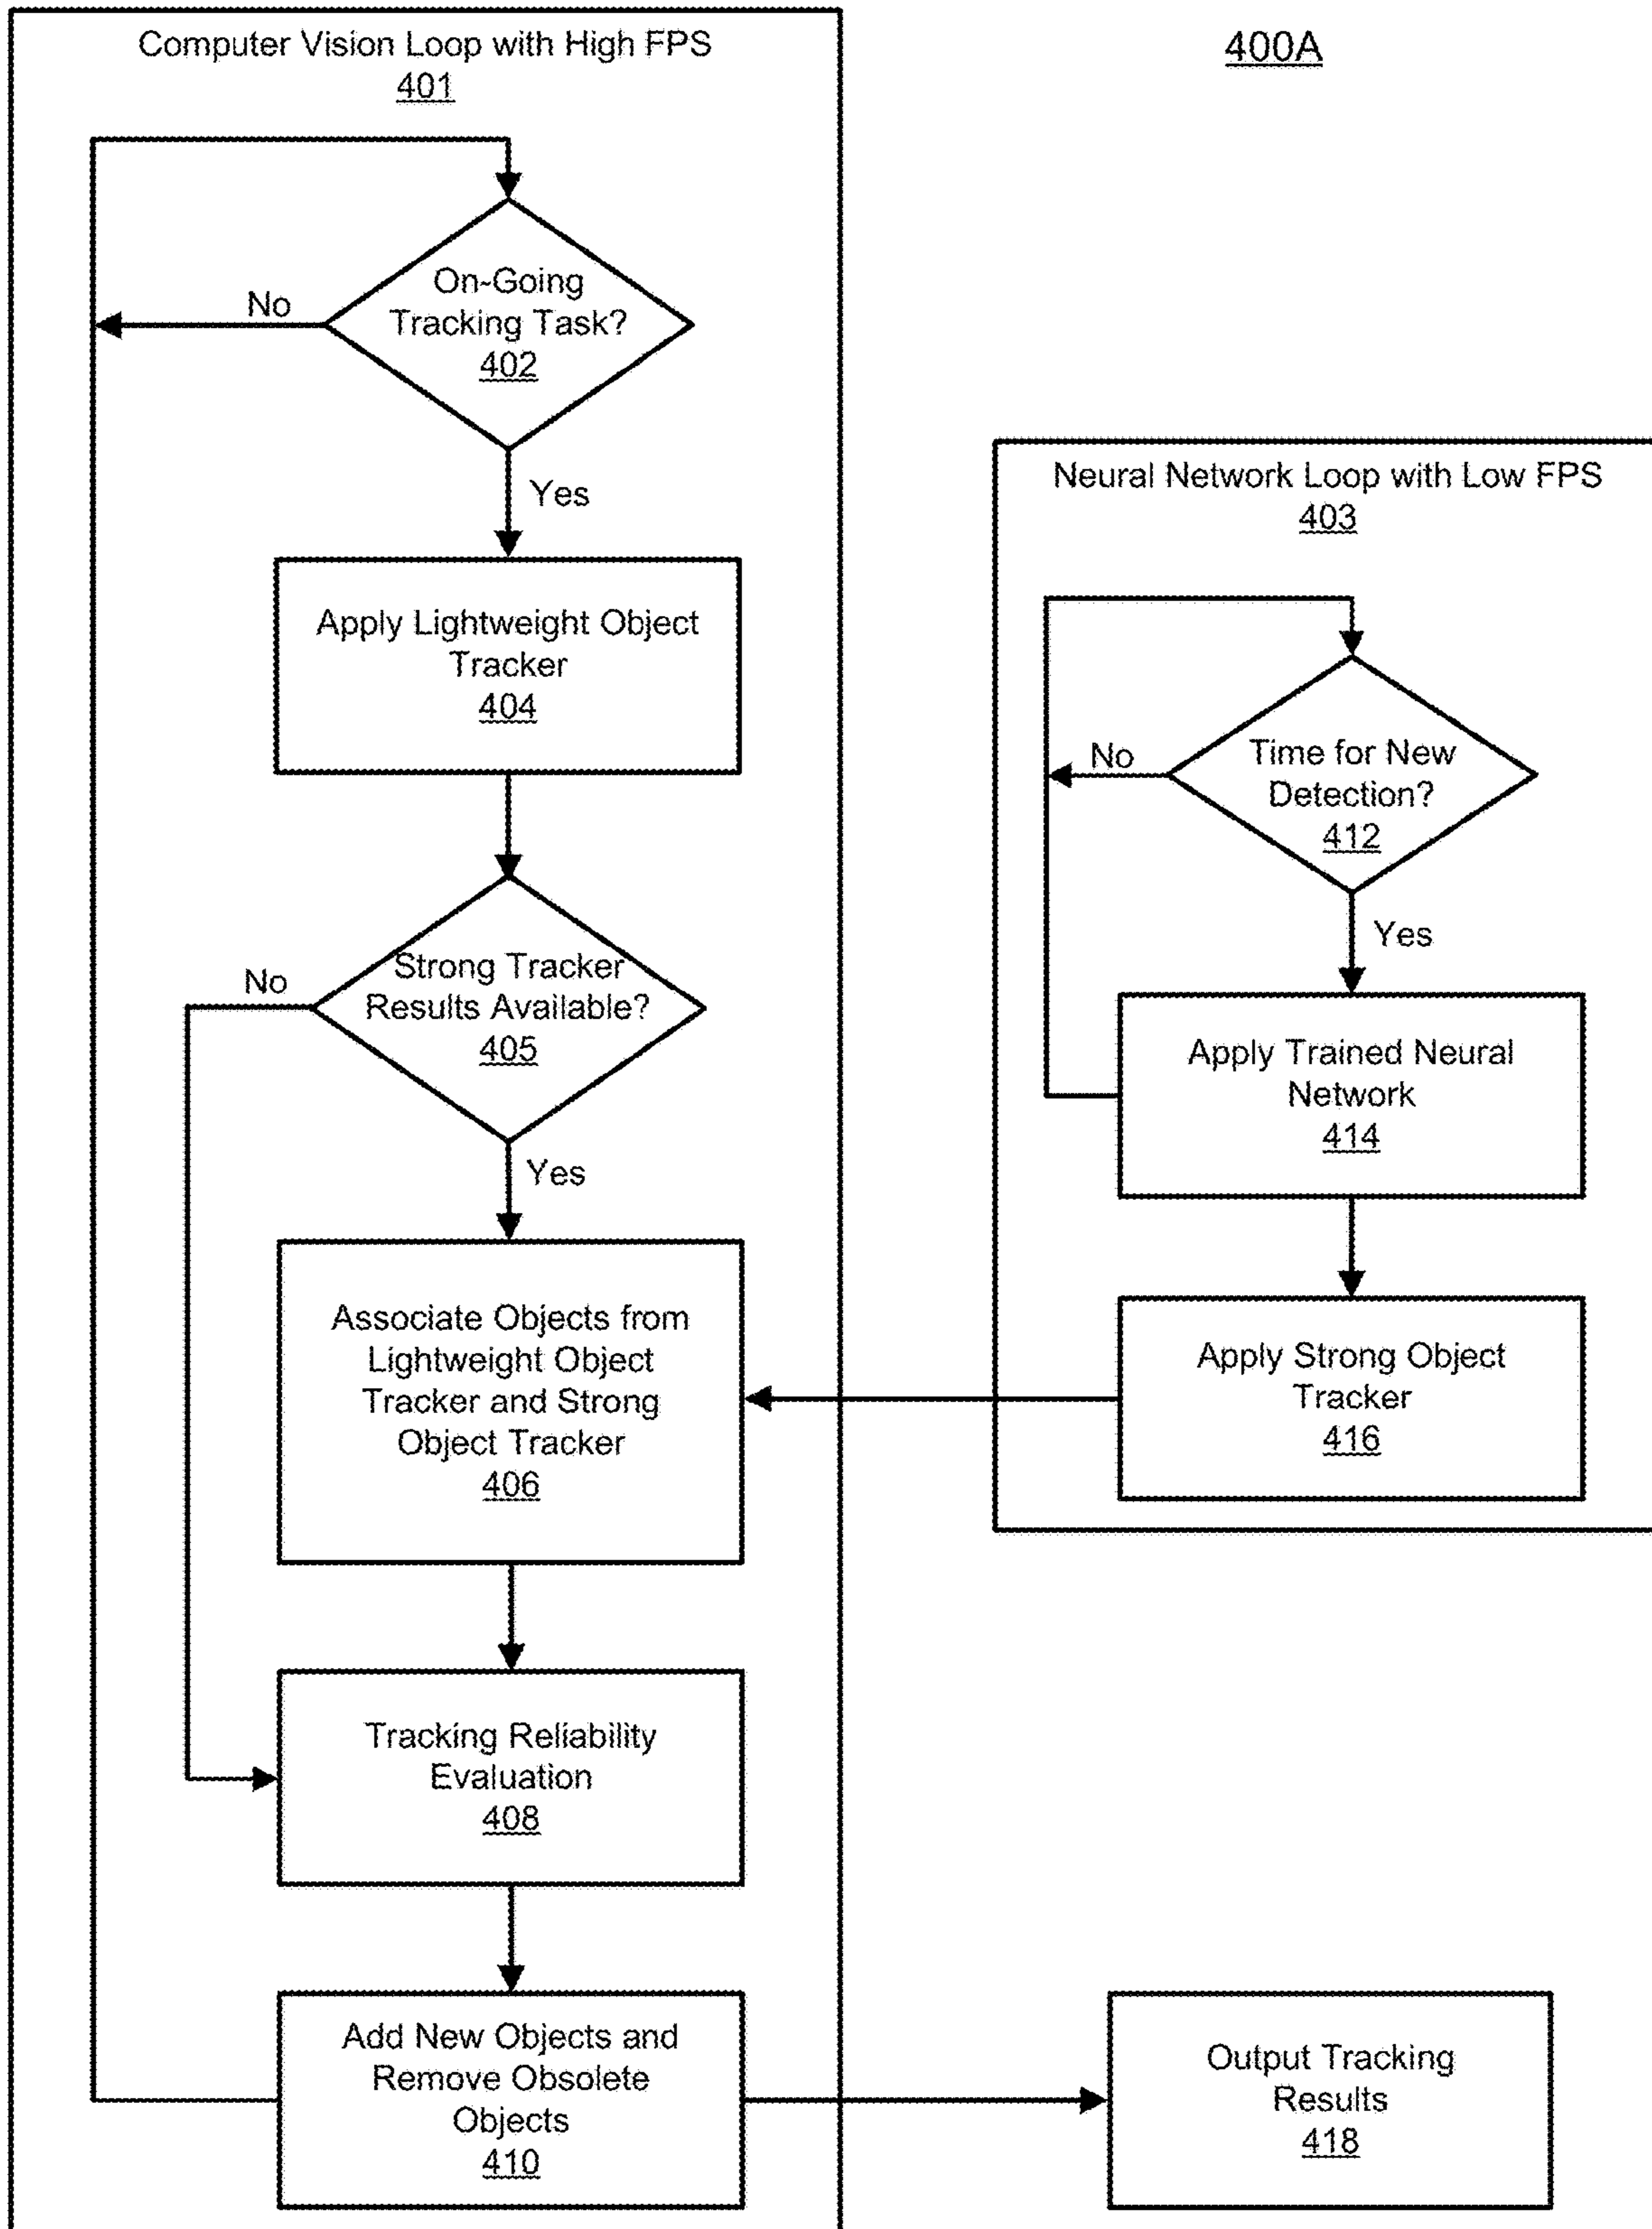 Computer Vision Loop with High FPS
401
400A
On-Going
Tracking Task?
402
No
Yes
Apply Lightweight Object
Tracker
404
Strong Tracker
Results Available?
405
No
Yes
Associate Objects from
Lightweight Object
Tracker and Strong
Object Tracker
406
Tracking Reliability
Evaluation
408
Add New Objects and
Remove Obsolete
Objects
410
Neural Network Loop with Low FPS
403
Time for New
Detection?
412
No
Yes
Apply Trained Neural
Network
414
Apply Strong Object
Tracker
416
Output Tracking
Results
418